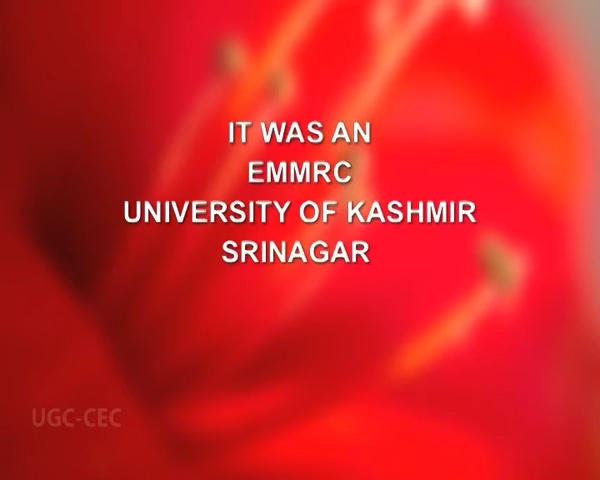 IT WAS AN
EMMRC
UNIVERSITY OF KASHMIR
SRINAGAR
UGC-CEC